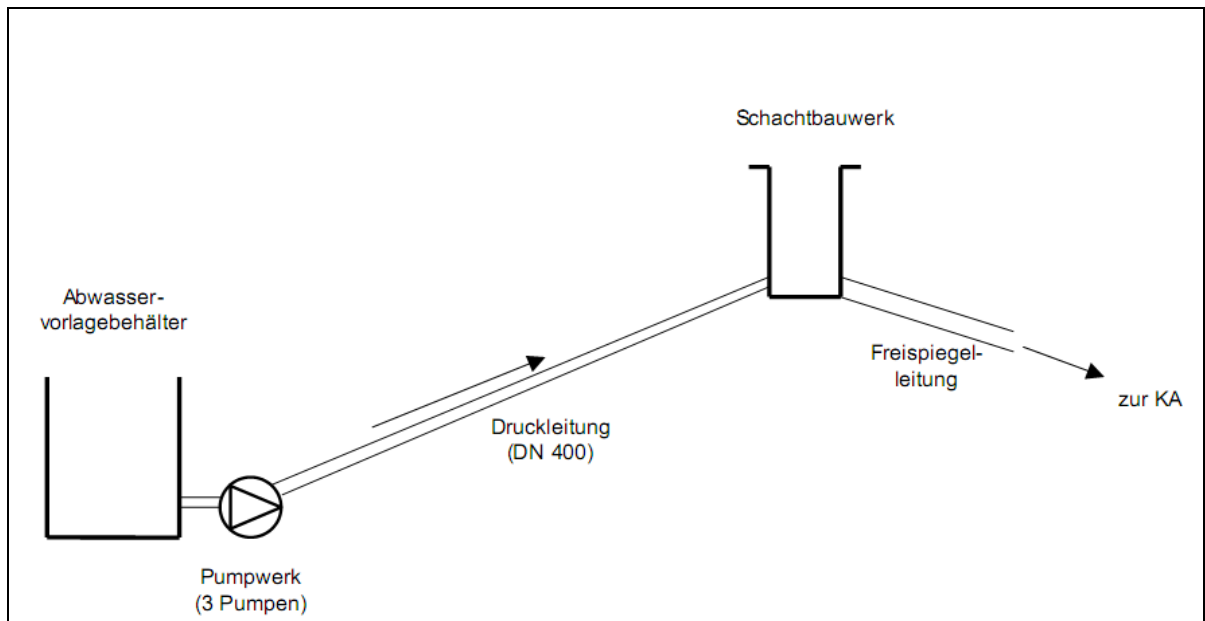 Schachtbauwerk
Abwasser-
vorlagebehälter
Freispiegel-
leitung
zur KA
Druckleitung
(DN 400)
Pumpwerk
(3 Pumpen)